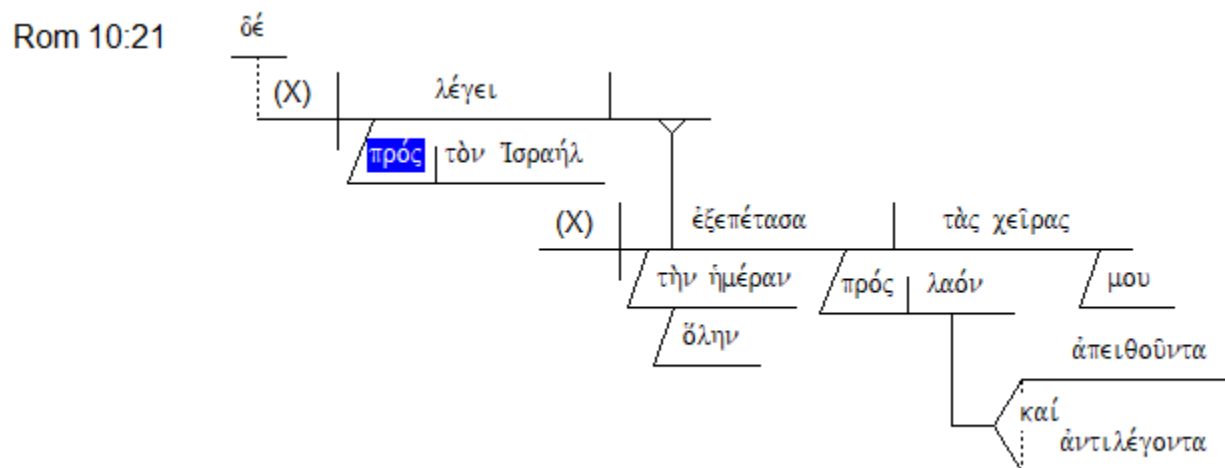 Rom 10:21 δέ
(X) λέγει
πρός τὸν Ἰσραήλ
(X) ἐξεπέτασα τὰς χεῖρας
τὴν ἡμέραν πρός λαόν μου
ὅλην
ἀπειθοῦντα
καί
ἀντιλέγοντα